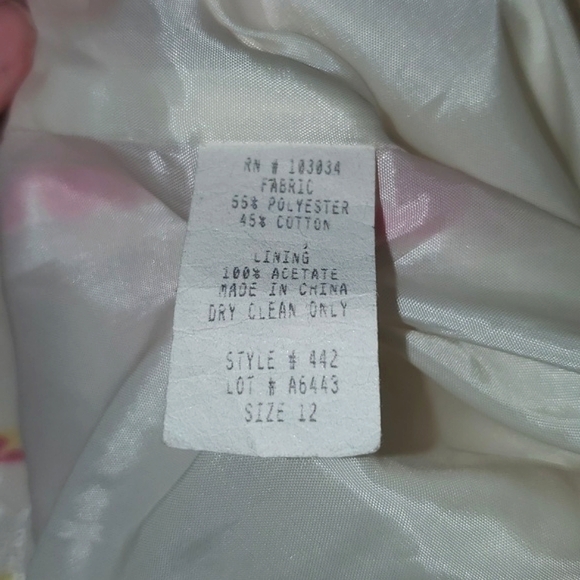 RN # 103034
FABRIC
55% POLYESTER
45% COTTON
LINING
100% ACETATE
MADE IN CHINA
DRY CLEAN ONLY
STYLE # 442
LOT # A6443
SIZE 12